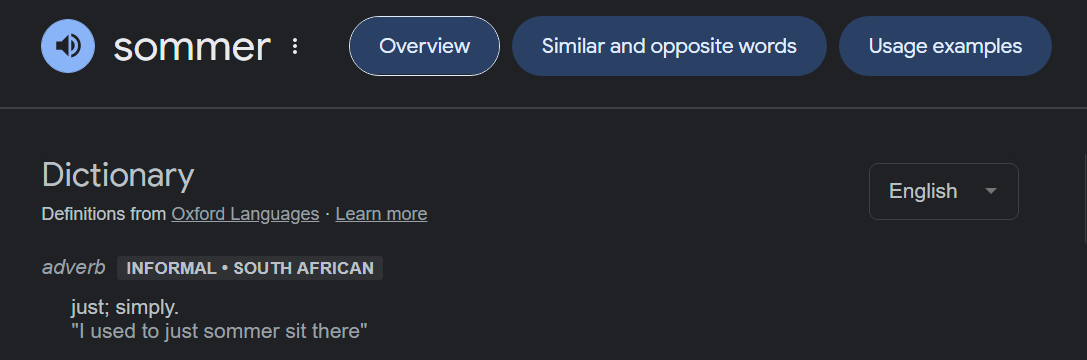 sommer
Overview
Similar and opposite words
Usage examples
Dictionary
English
Definitions from Oxford Languages · Learn more
adverb INFORMAL • SOUTH AFRICAN
just; simply.
"I used to just sommer sit there"